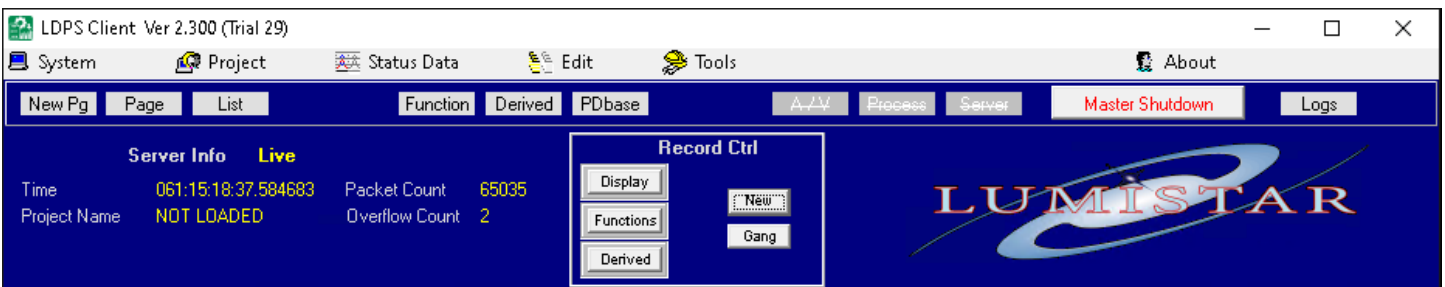 LDPS Client Ver 2.300 (Trial 29)
System Project Status Data Edit Tools About
New Pg Page List Function Derived PDbase A / V Process Server Master Shutdown Logs
Server Info Live
Time 061:15:18:37.584683 Packet Count 65035
Project Name NOT LOADED Overflow Count 2
Record Ctrl
Display
Functions
Derived
New
Gang
LUMISTAR